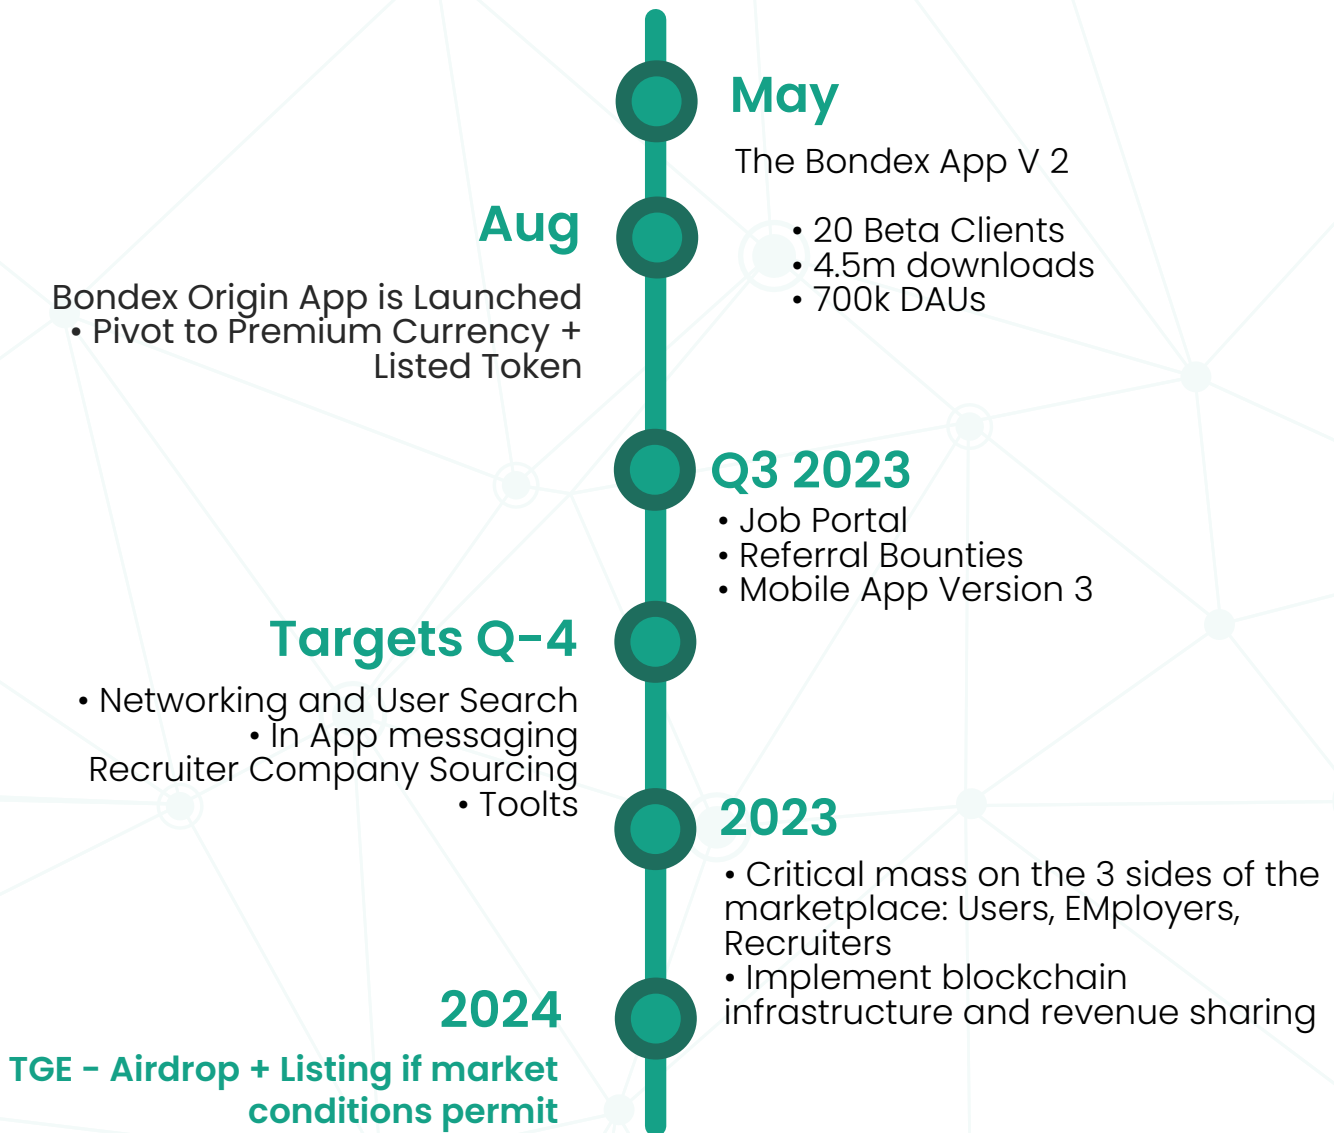 May
The Bondex App V 2
• 20 Beta Clients
• 4.5m downloads
• 700k DAUs
Aug
Bondex Origin App is Launched
• Pivot to Premium Currency +
Listed Token
Q3 2023
• Job Portal
• Referral Bounties
• Mobile App Version 3
Targets Q-4
• Networking and User Search
• In App messaging
Recruiter Company Sourcing
• Toolts
2023
• Critical mass on the 3 sides of the
marketplace: Users, EMployers,
Recruiters
• Implement blockchain
infrastructure and revenue sharing
2024
TGE - Airdrop + Listing if market
conditions permit